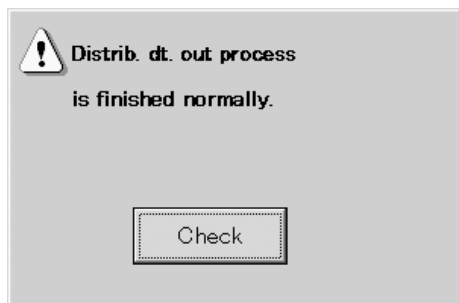 Distrib. dt. out process
is finished normally.
Check